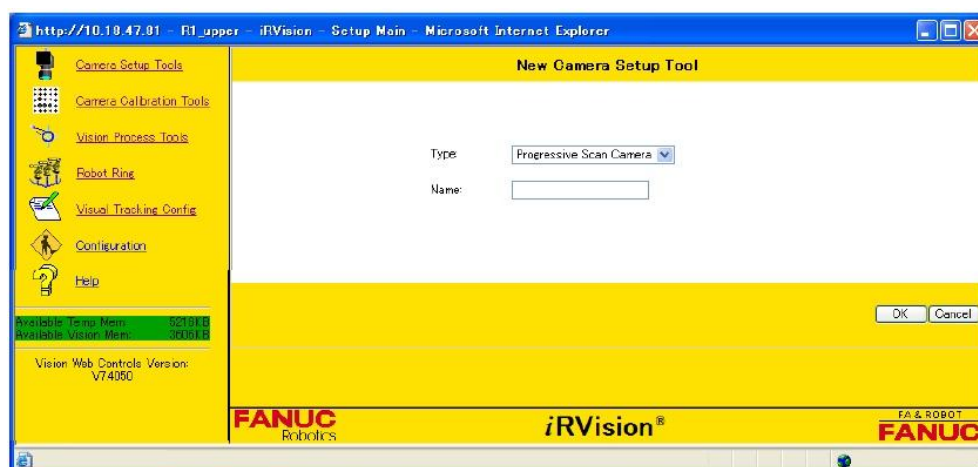 http://10.18.47.81 - R1_upper - iRVision - Setup Main - Microsoft Internet Explorer
Camera Setup Tools
Camera Calibration Tools
Vision Process Tools
Robot Ring
Visual Tracking Config
Configuration
Help
Available Temp Mem: 5216KB
Available Vision Mem: 3606KB
Vision Web Controls Version:
V74050
New Camera Setup Tool
Type: Progressive Scan Camera
Name:
OK Cancel
FANUC
Robotics
iRVision®
FA & ROBOT
FANUC